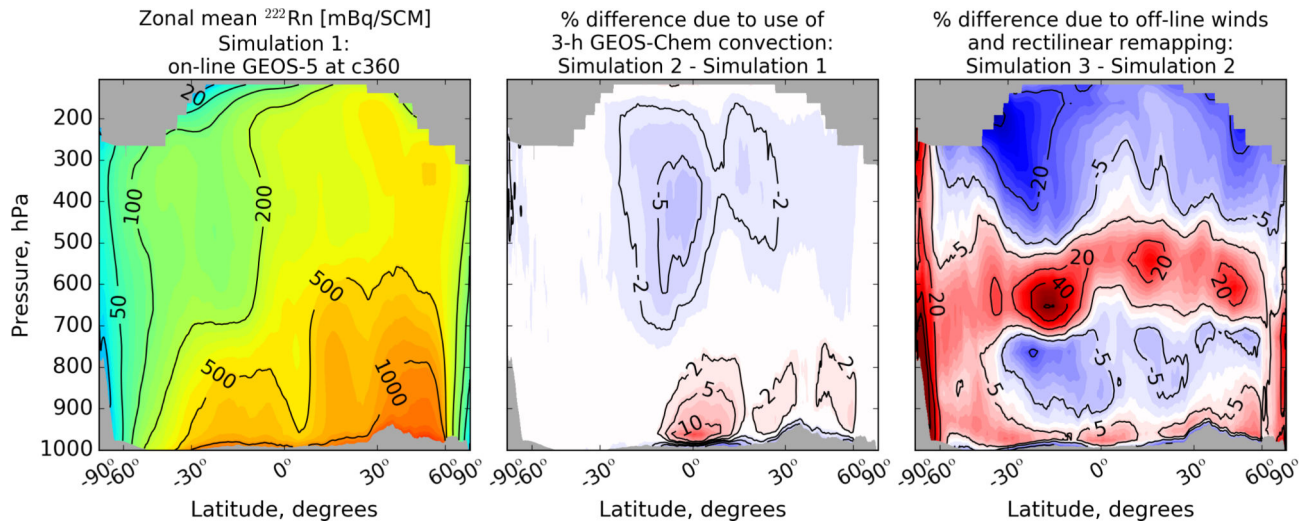 Zonal mean ²²²Rn [mBq/SCM]
Simulation 1:
on-line GEOS-5 at c360
% difference due to use of
3-h GEOS-Chem convection:
Simulation 2 - Simulation 1
% difference due to off-line winds
and rectilinear remapping:
Simulation 3 - Simulation 2
Pressure, hPa
200
300
400
500
600
700
800
900
1000
20
100
200
50
500
500
1000
-5
-2
-2
2
5
2
2
10
-20
-5
-5
5
20
20
40
20
20
-5
-5
5
5
5
-90° -60° -30° 0° 30° 60° 90°
-90° -60° -30° 0° 30° 60° 90°
-90° -60° -30° 0° 30° 60° 90°
Latitude, degrees
Latitude, degrees
Latitude, degrees